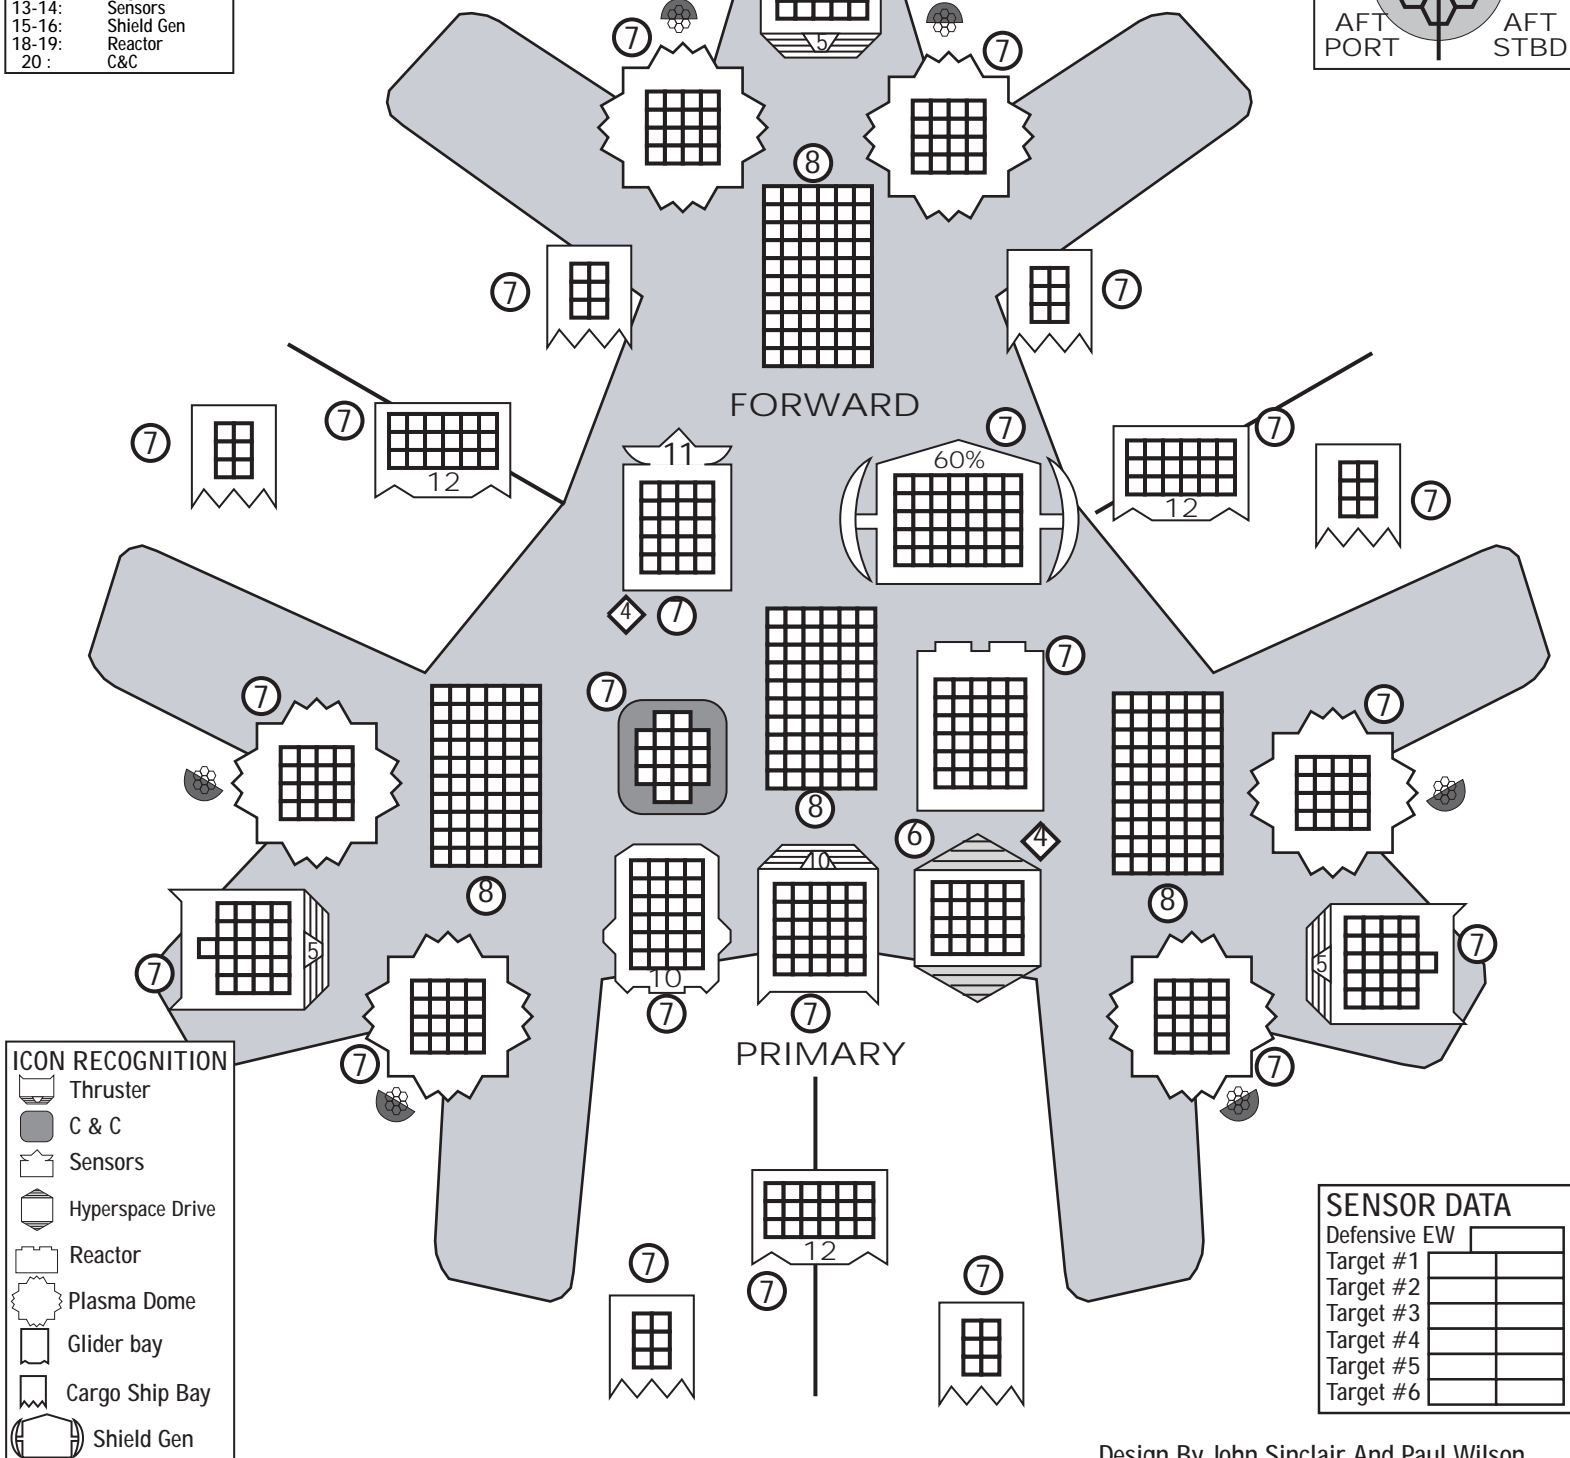 13-14: Sensors
15-16: Shield Gen
18-19: Reactor
20 : C&C
AFT PORT
AFT STBD
5
7
7
7
7
8
7
7
FORWARD
7
7
12
7
12
7
11
60%
7
4
7
7
7
7
7
8
8
8
6
4
10
5
7
10
7
7
5
7
7
7
PRIMARY
12
7
7
7
ICON RECOGNITION
Thruster
C & C
Sensors
Hyperspace Drive
Reactor
Plasma Dome
Glider bay
Cargo Ship Bay
Shield Gen
SENSOR DATA
Defensive EW
Target #1
Target #2
Target #3
Target #4
Target #5
Target #6
Design By John Sinclair And Paul Wilson